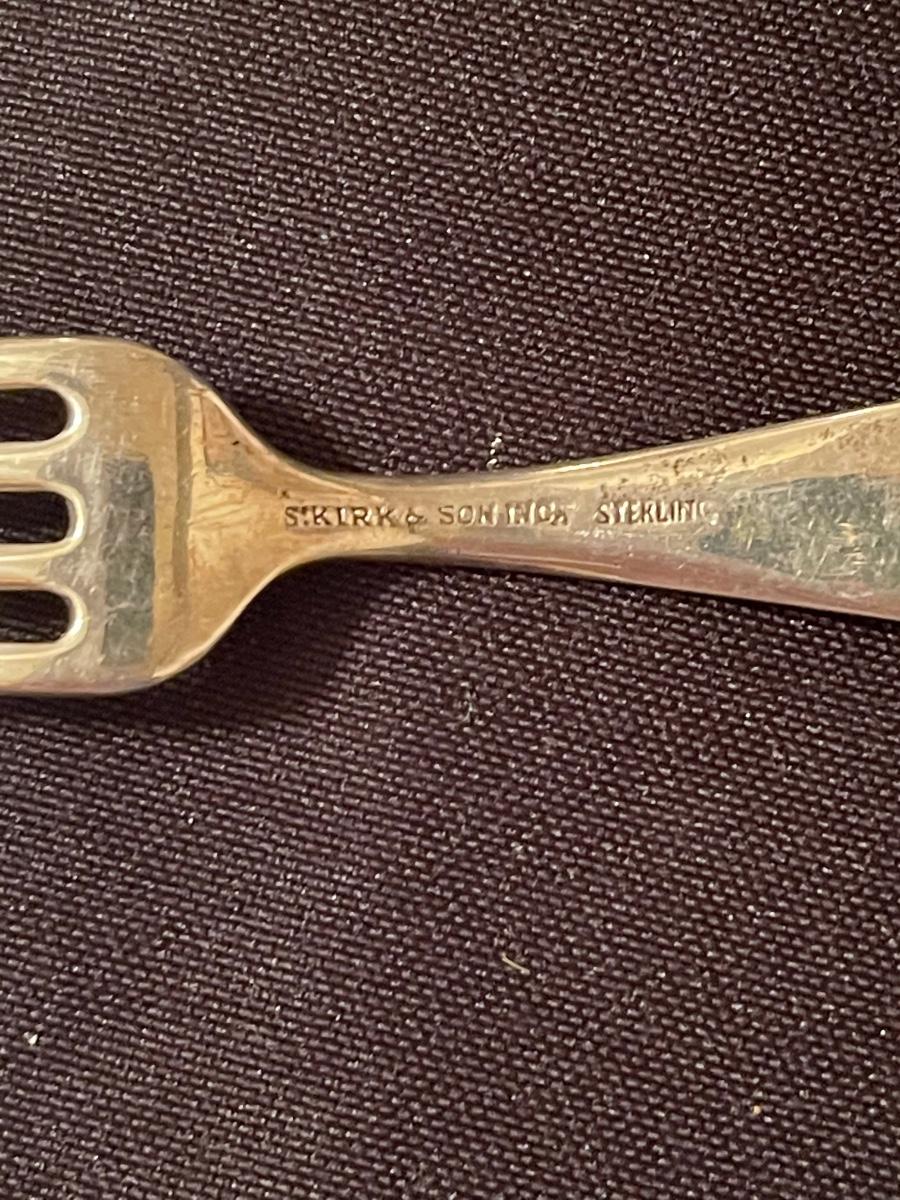 S. KIRK & SON INC. STERLING